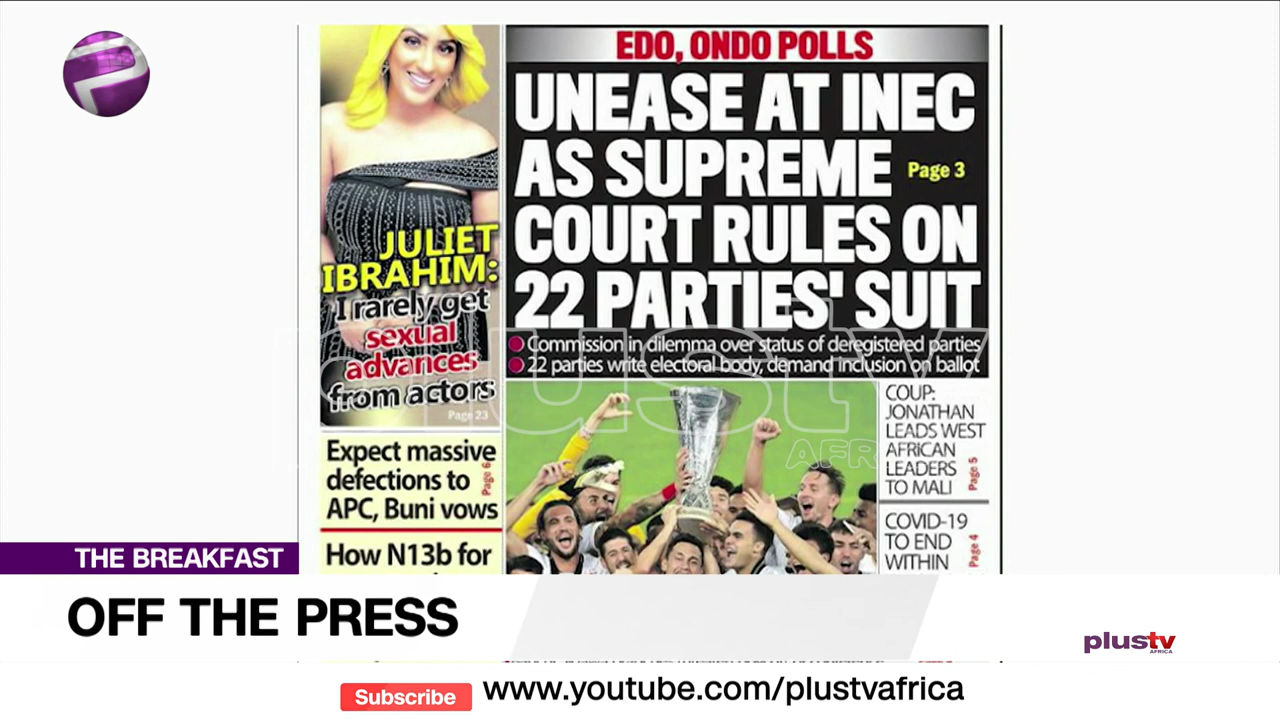 EDO, ONDO POLLS
UNEASE AT INEC
AS SUPREME
Page 3
COURT RULES ON
22 PARTIES' SUIT
Commission in dilemma over status of deregistered parties
22 parties write electoral body, demand inclusion on ballot
JULIET
IBRAHIM:
I rarely get
sexual
advances
from actors
Page 23
Expect massive
defections to
APC, Buni vows
Page 6
How N13b for
COUP:
JONATHAN
LEADS WEST
AFRICAN
LEADERS
TO MALI
Page 5
COVID-19
TO END
WITHIN
Page 4
plustv
AFRICA
THE BREAKFAST
OFF THE PRESS
plustv
AFRICA
Subscribe
www.youtube.com/plustvafrica